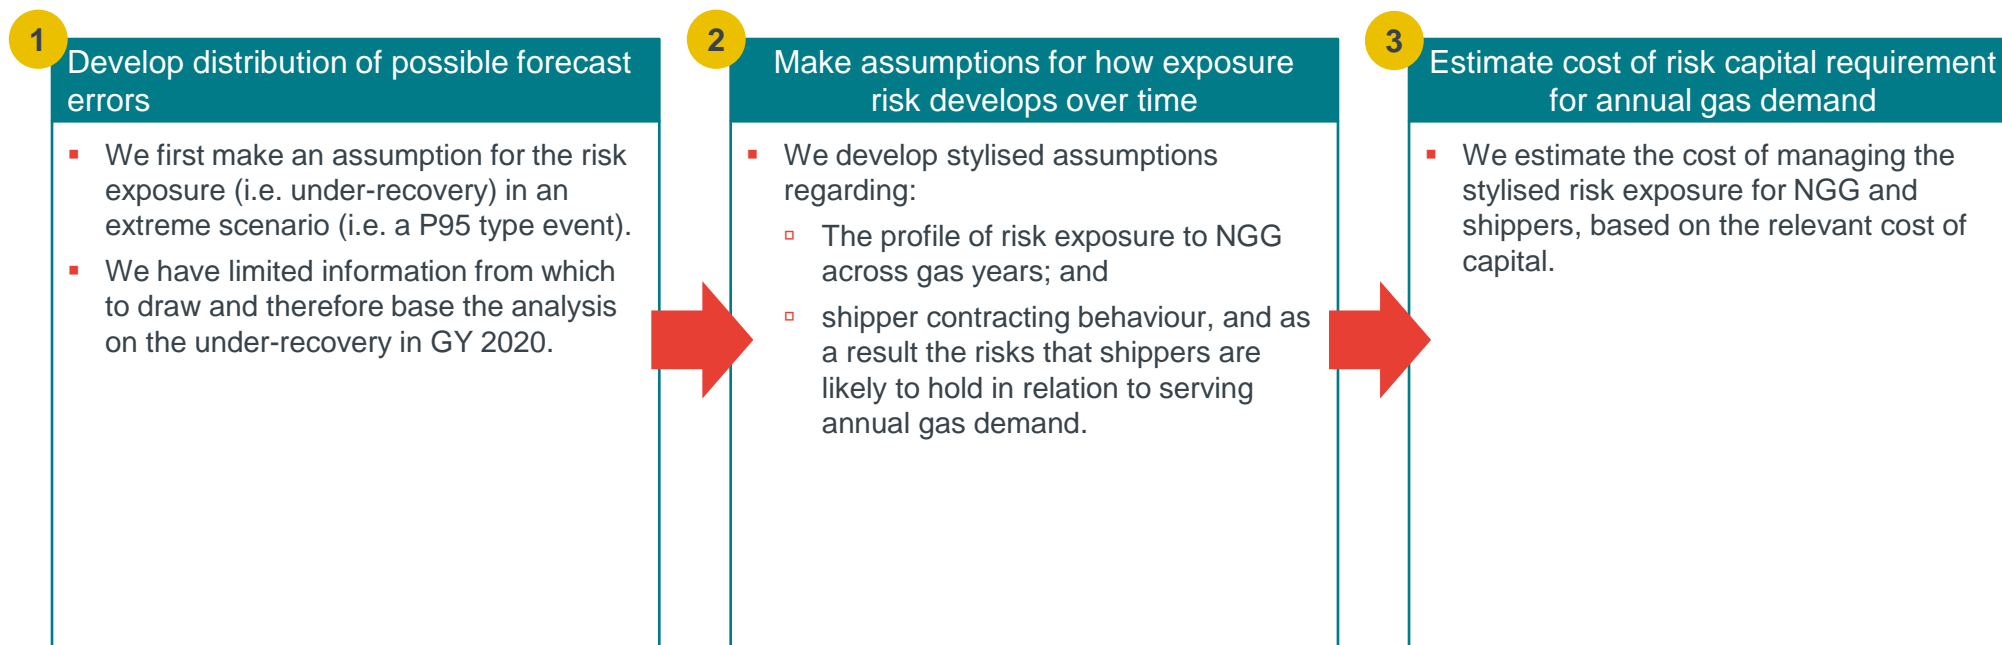 1
Develop distribution of possible forecast
errors
▪ We first make an assumption for the risk
exposure (i.e. under-recovery) in an
extreme scenario (i.e. a P95 type event).
▪ We have limited information from which
to draw and therefore base the analysis
on the under-recovery in GY 2020.
2
Make assumptions for how exposure
risk develops over time
▪ We develop stylised assumptions
regarding:
▫ The profile of risk exposure to NGG
across gas years; and
▫ shipper contracting behaviour, and as
a result the risks that shippers are
likely to hold in relation to serving
annual gas demand.
3
Estimate cost of risk capital requirement
for annual gas demand
▪ We estimate the cost of managing the
stylised risk exposure for NGG and
shippers, based on the relevant cost of
capital.